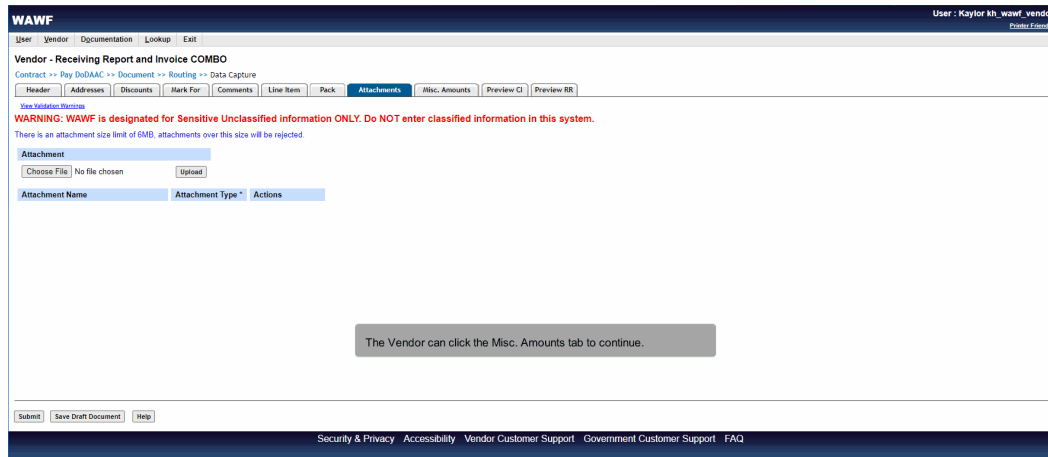 WAWF
User : Kaylor kh_wawf_vendo
Printer Friend
User Vendor Documentation Lookup Exit
Vendor - Receiving Report and Invoice COMBO
Contract >> Pay DoDAAC >> Document >> Routing >> Data Capture
Header Addresses Discounts Mark For Comments Line Item Pack Attachments Misc. Amounts Preview CI Preview RR
View Validation Warnings
WARNING: WAWF is designated for Sensitive Unclassified information ONLY. Do NOT enter classified information in this system.
There is an attachment size limit of 6MB, attachments over this size will be rejected.
Attachment
Choose File No file chosen Upload
Attachment Name Attachment Type * Actions
The Vendor can click the Misc. Amounts tab to continue.
Submit Save Draft Document Help
Security & Privacy Accessibility Vendor Customer Support Government Customer Support FAQ